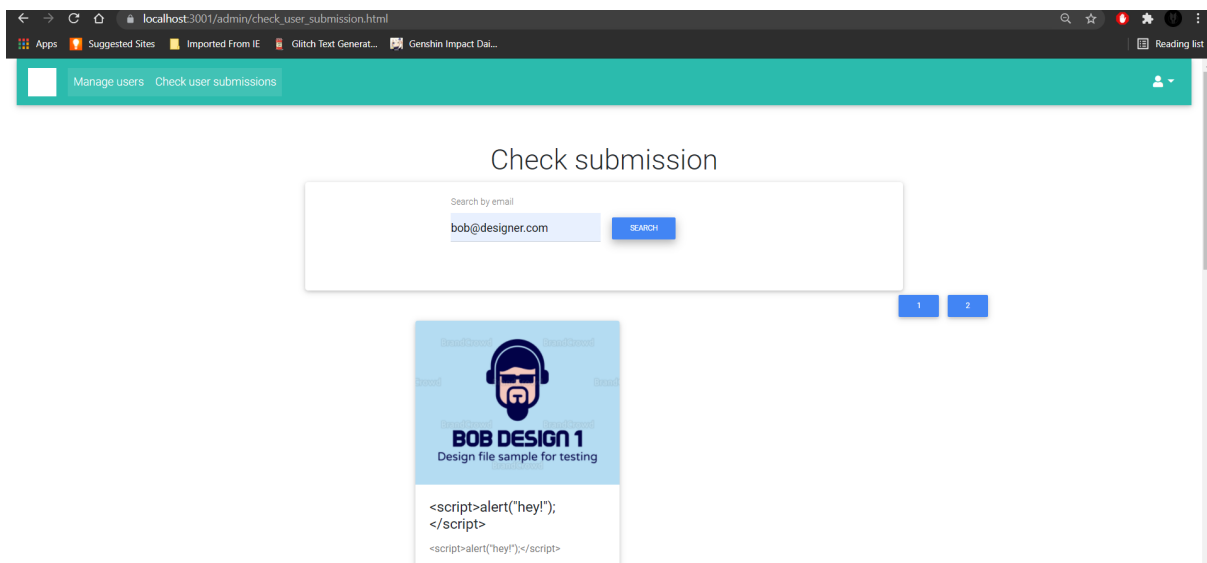 localhost:3001/admin/check_user_submission.html
Apps Suggested Sites Imported From IE Glitch Text Generat... Genshin Impact Dai... Reading list
Manage users Check user submissions
Check submission
Search by email
bob@designer.com SEARCH
1 2
BOB DESIGN 1
Design file sample for testing
<script>alert("hey!");
</script>
<script>alert("hey!");</script>